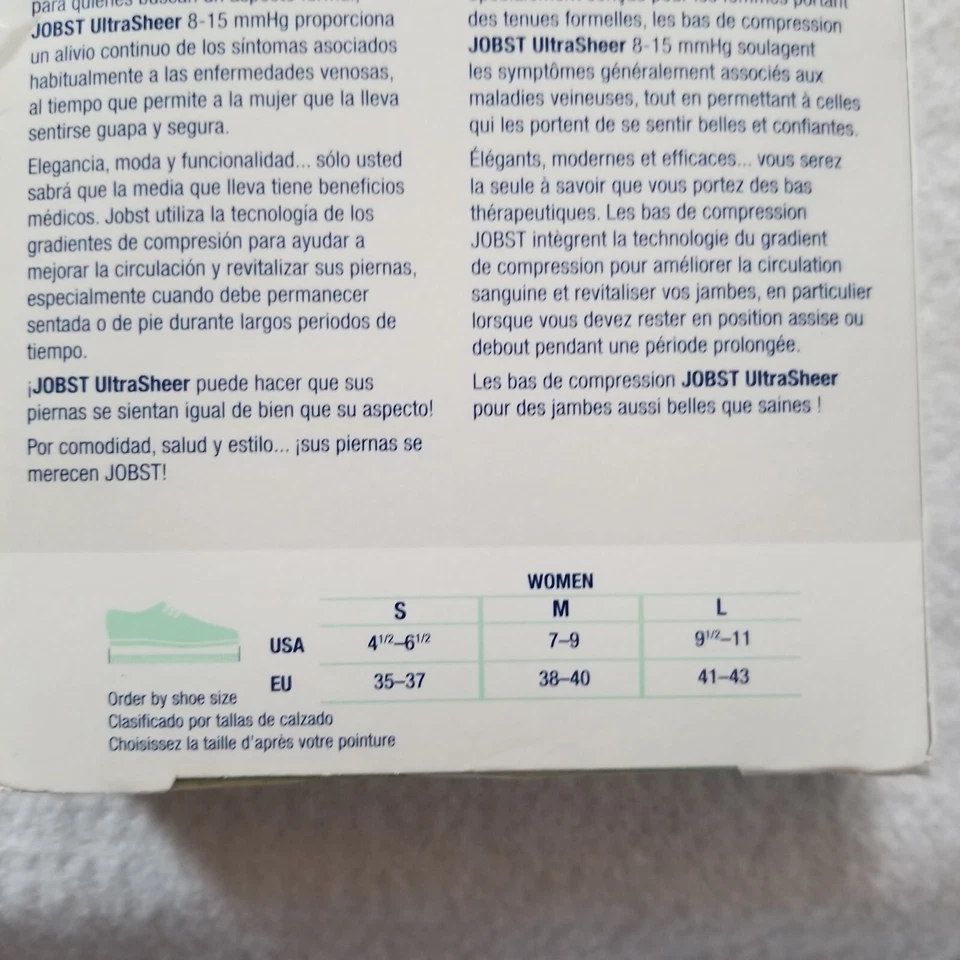 para quienes buscan un aspecto formal,
JOBST UltraSheer 8-15 mmHg proporciona
un alivio continuo de los síntomas asociados
habitualmente a las enfermedades venosas,
al tiempo que permite a la mujer que la lleva
sentirse guapa y segura.
Elegancia, moda y funcionalidad... sólo usted
sabrá que la media que lleva tiene beneficios
médicos. Jobst utiliza la tecnología de los
gradientes de compresión para ayudar a
mejorar la circulación y revitalizar sus piernas,
especialmente cuando debe permanecer
sentada o de pie durante largos periodos de
tiempo.
¡JOBST UltraSheer puede hacer que sus
piernas se sientan igual de bien que su aspecto!
Por comodidad, salud y estilo... ¡sus piernas se
merecen JOBST!
pour les femmes portant
des tenues formelles, les bas de compression
JOBST UltraSheer 8-15 mmHg soulagent
les symptômes généralement associés aux
maladies veineuses, tout en permettant à celles
qui les portent de se sentir belles et confiantes.
Élégants, modernes et efficaces... vous serez
la seule à savoir que vous portez des bas
thérapeutiques. Les bas de compression
JOBST intègrent la technologie du gradient
de compression pour améliorer la circulation
sanguine et revitaliser vos jambes, en particulier
lorsque vous devez rester en position assise ou
debout pendant une période prolongée.
Les bas de compression JOBST UltraSheer
pour des jambes aussi belles que saines !
WOMEN
S M L
USA 4 1/2–6 1/2 7–9 9 1/2–11
EU 35–37 38–40 41–43
Order by shoe size
Clasificado por tallas de calzado
Choisissez la taille d'après votre pointure